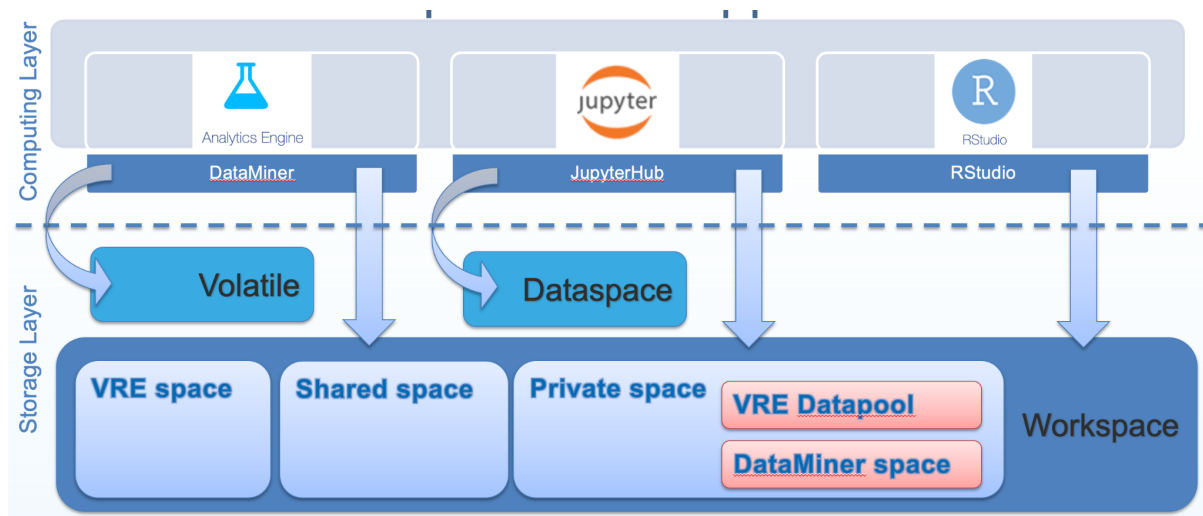 Computing Layer
Analytics Engine
DataMiner
jupyter
JupyterHub
R
RStudio
RStudio
Storage Layer
Volatile
Dataspace
VRE space
Shared space
Private space
VRE Datapool
DataMiner space
Workspace